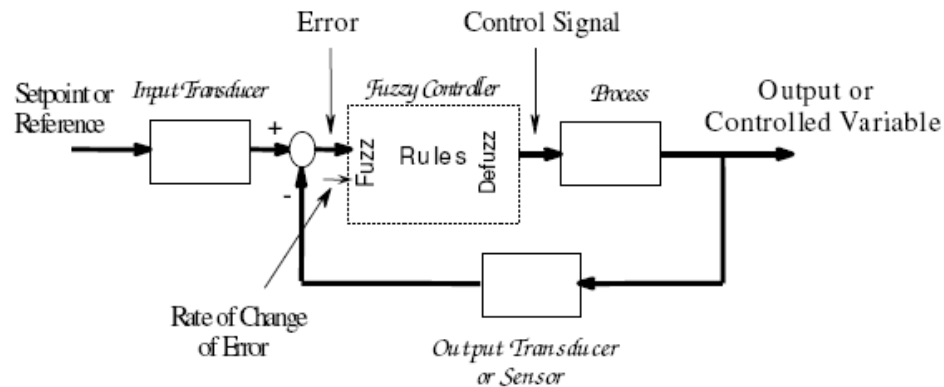 Error
Control Signal
Setpoint or
Reference
Input Transducer
Fuzzy Controller
Process
Output or
Controlled Variable
+
-
Fuzz
Rules
Defuzz
Rate of Change
of Error
Output Transducer
or Sensor